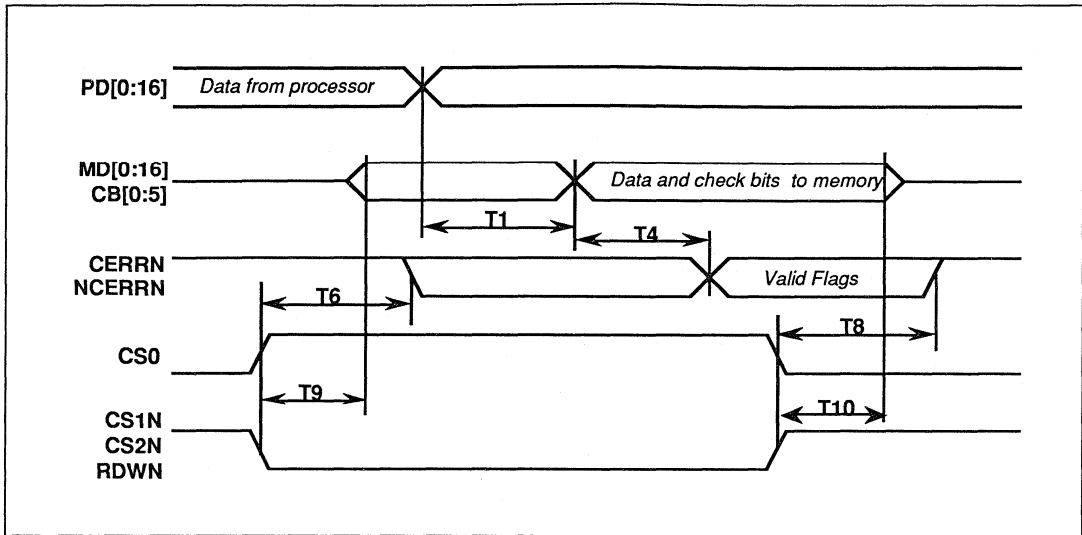 PD[0:16] Data from processor
MD[0:16]
CB[0:5]
Data and check bits to memory
T1
T4
CERRN
NCERRN
Valid Flags
T6
T8
CS0
T9
T10
CS1N
CS2N
RDWN